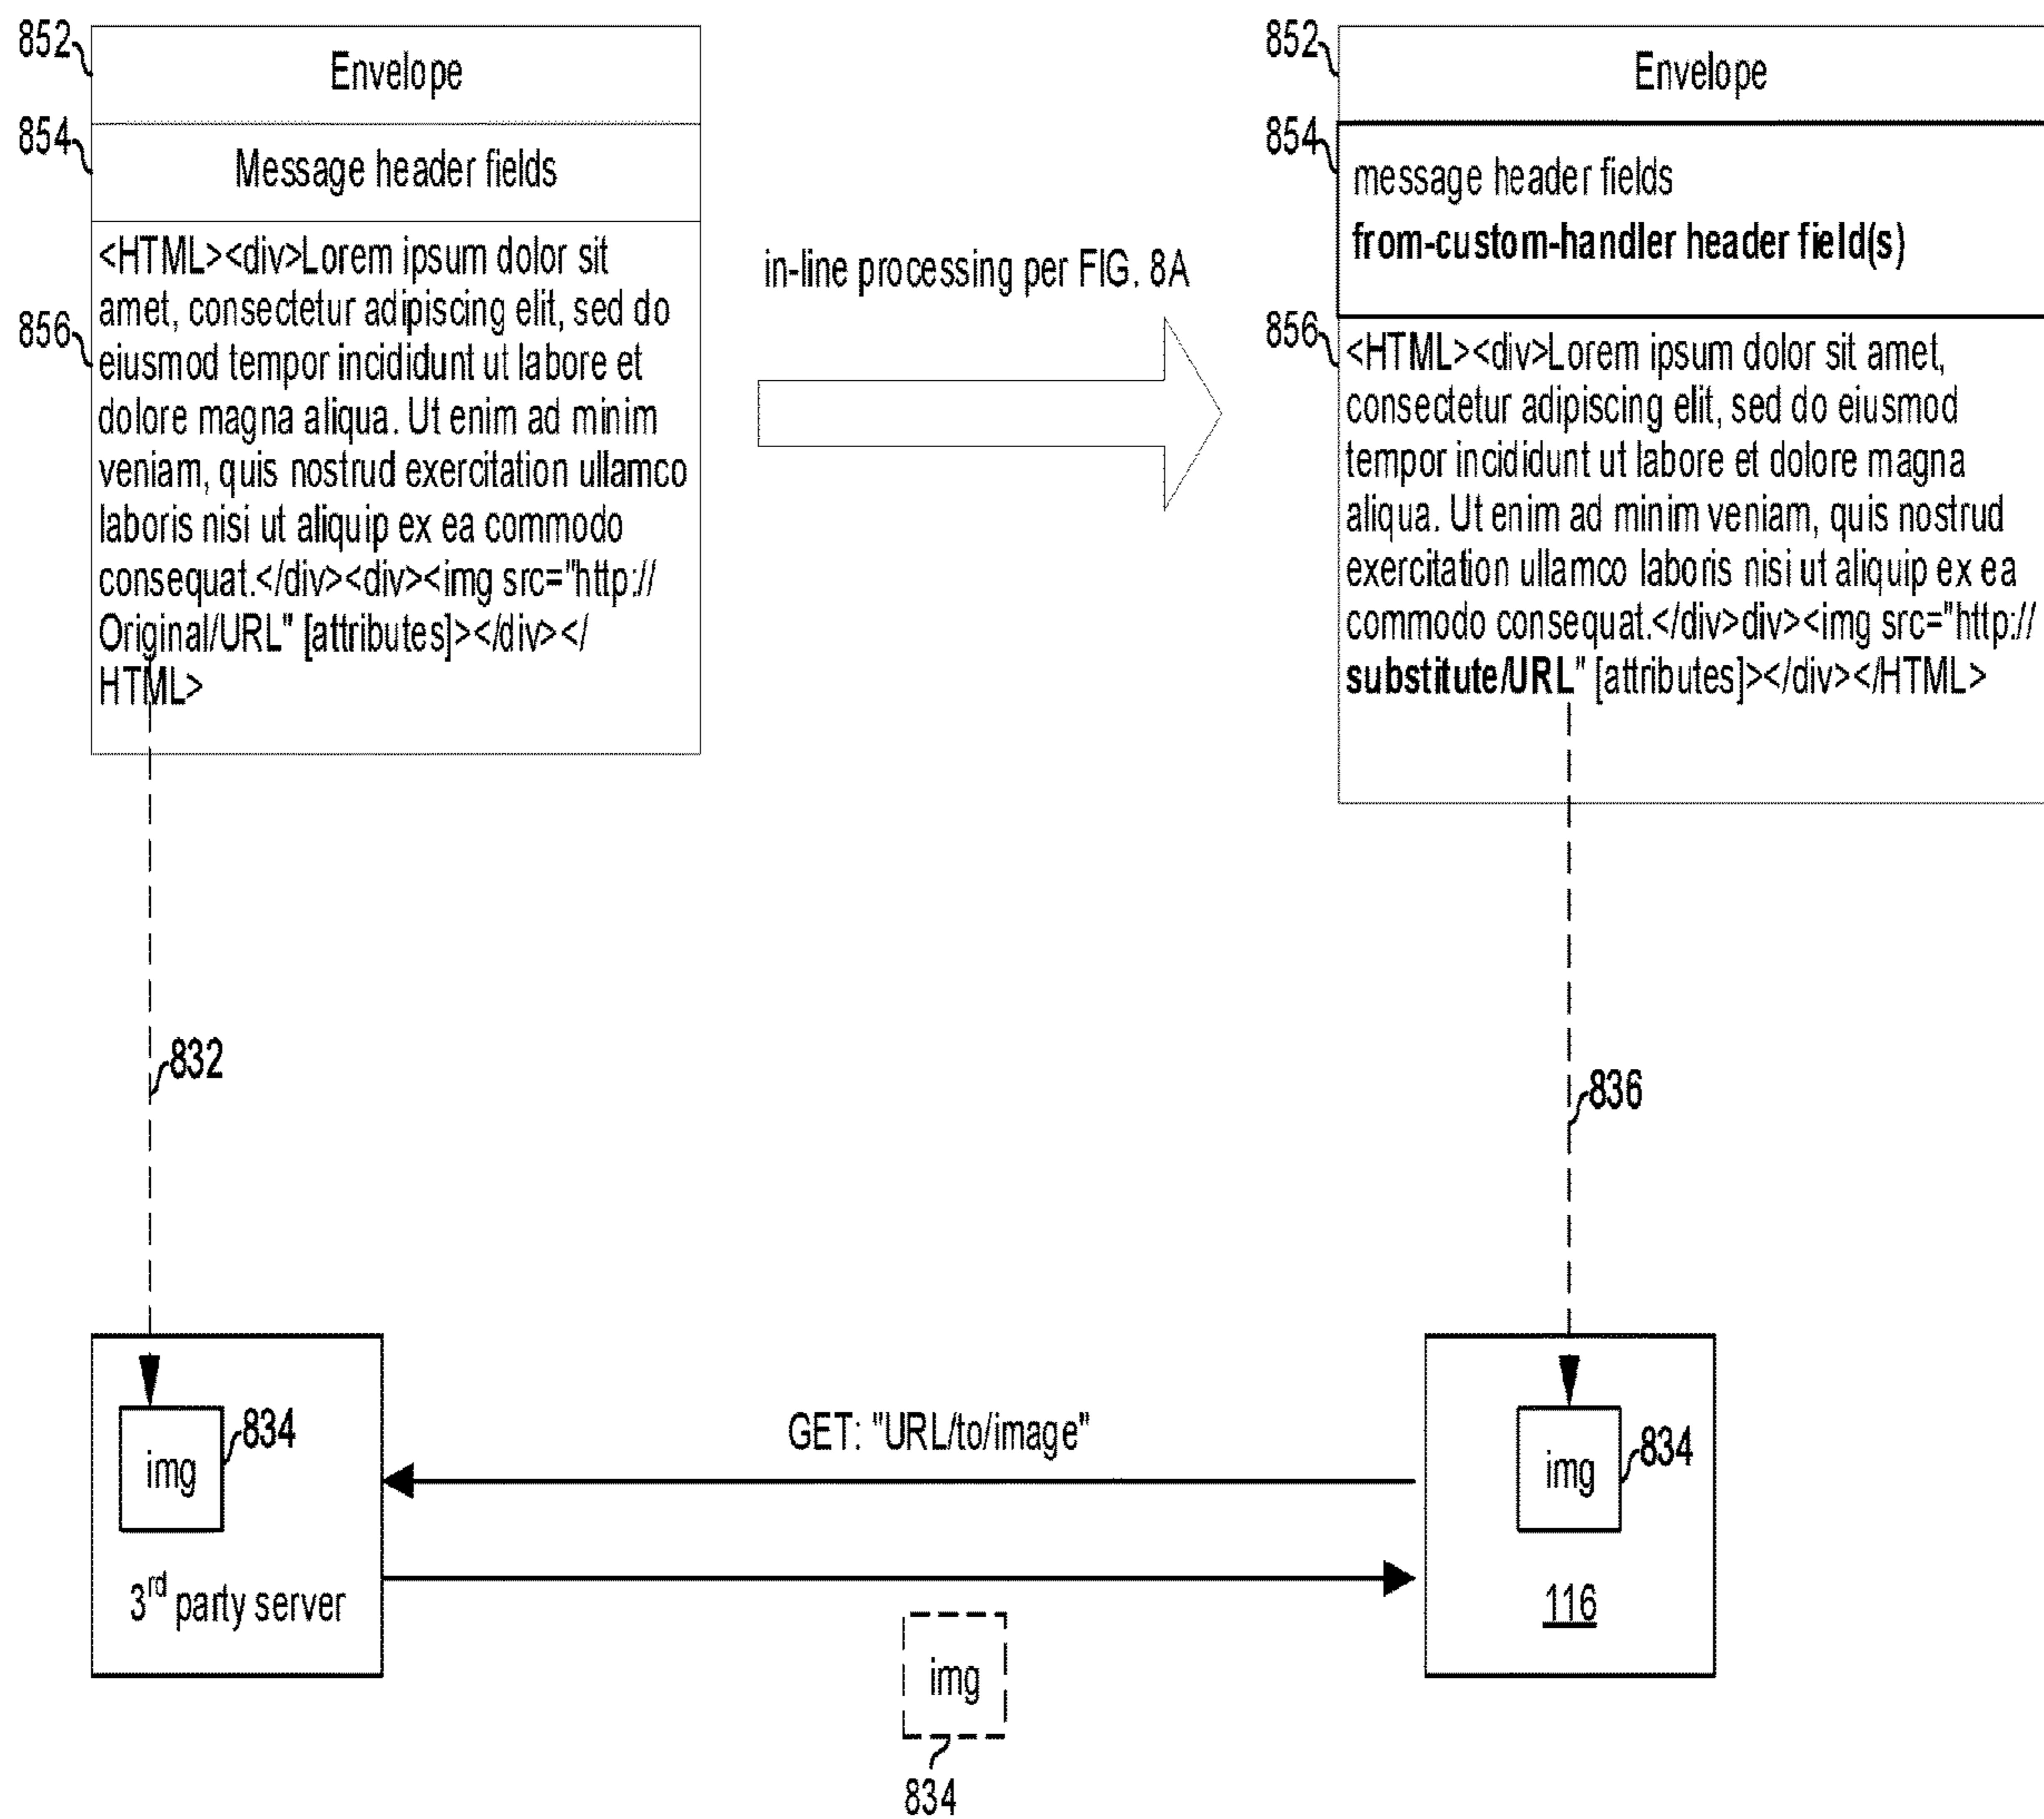 852
Envelope
854
Message header fields
856
<HTML><div>Lorem ipsum dolor sit
amet, consectetur adipiscing elit, sed do
eiusmod tempor incididunt ut labore et
dolore magna aliqua. Ut enim ad minim
veniam, quis nostrud exercitation ullamco
laboris nisi ut aliquip ex ea commodo
consequat.</div><div><img src="http://
Original/URL" [attributes]></div></
HTML>
in-line processing per FIG. 8A
852
Envelope
854
message header fields
from-custom-handler header field(s)
856
<HTML><div>Lorem ipsum dolor sit amet,
consectetur adipiscing elit, sed do eiusmod
tempor incididunt ut labore et dolore magna
aliqua. Ut enim ad minim veniam, quis nostrud
exercitation ullamco laboris nisi ut aliquip ex ea
commodo consequat.</div>div><img src="http://
substitute/URL" [attributes]></div></HTML>
832
836
img
834
3rd party server
GET: "URL/to/image"
img
834
img
834
116